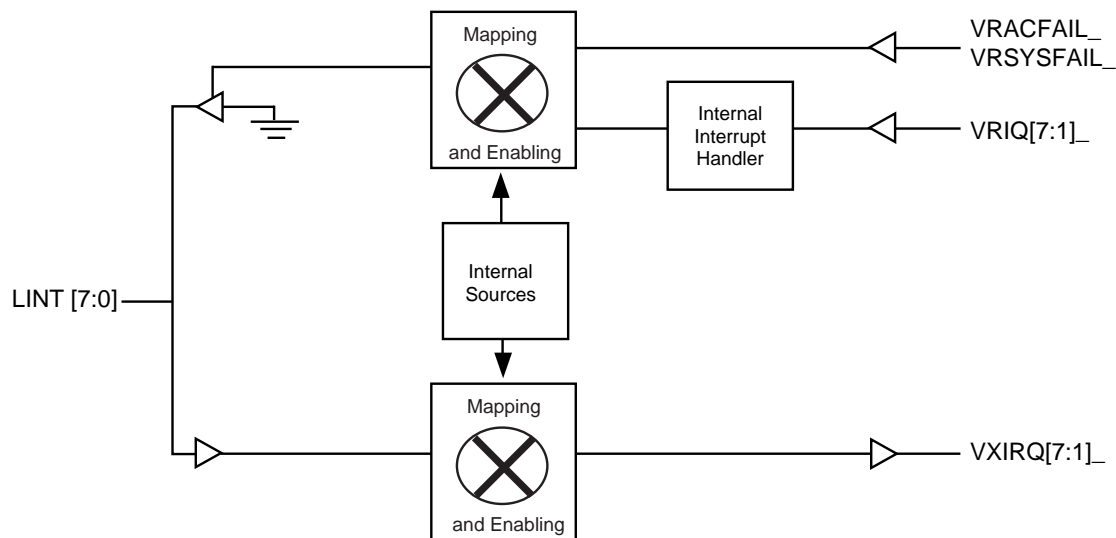 Mapping
and Enabling
VRACFAIL_
VRSYSFAIL_
Internal
Interrupt
Handler
VRIQ[7:1]_
Internal
Sources
LINT [7:0]
Mapping
and Enabling
VXIRQ[7:1]_